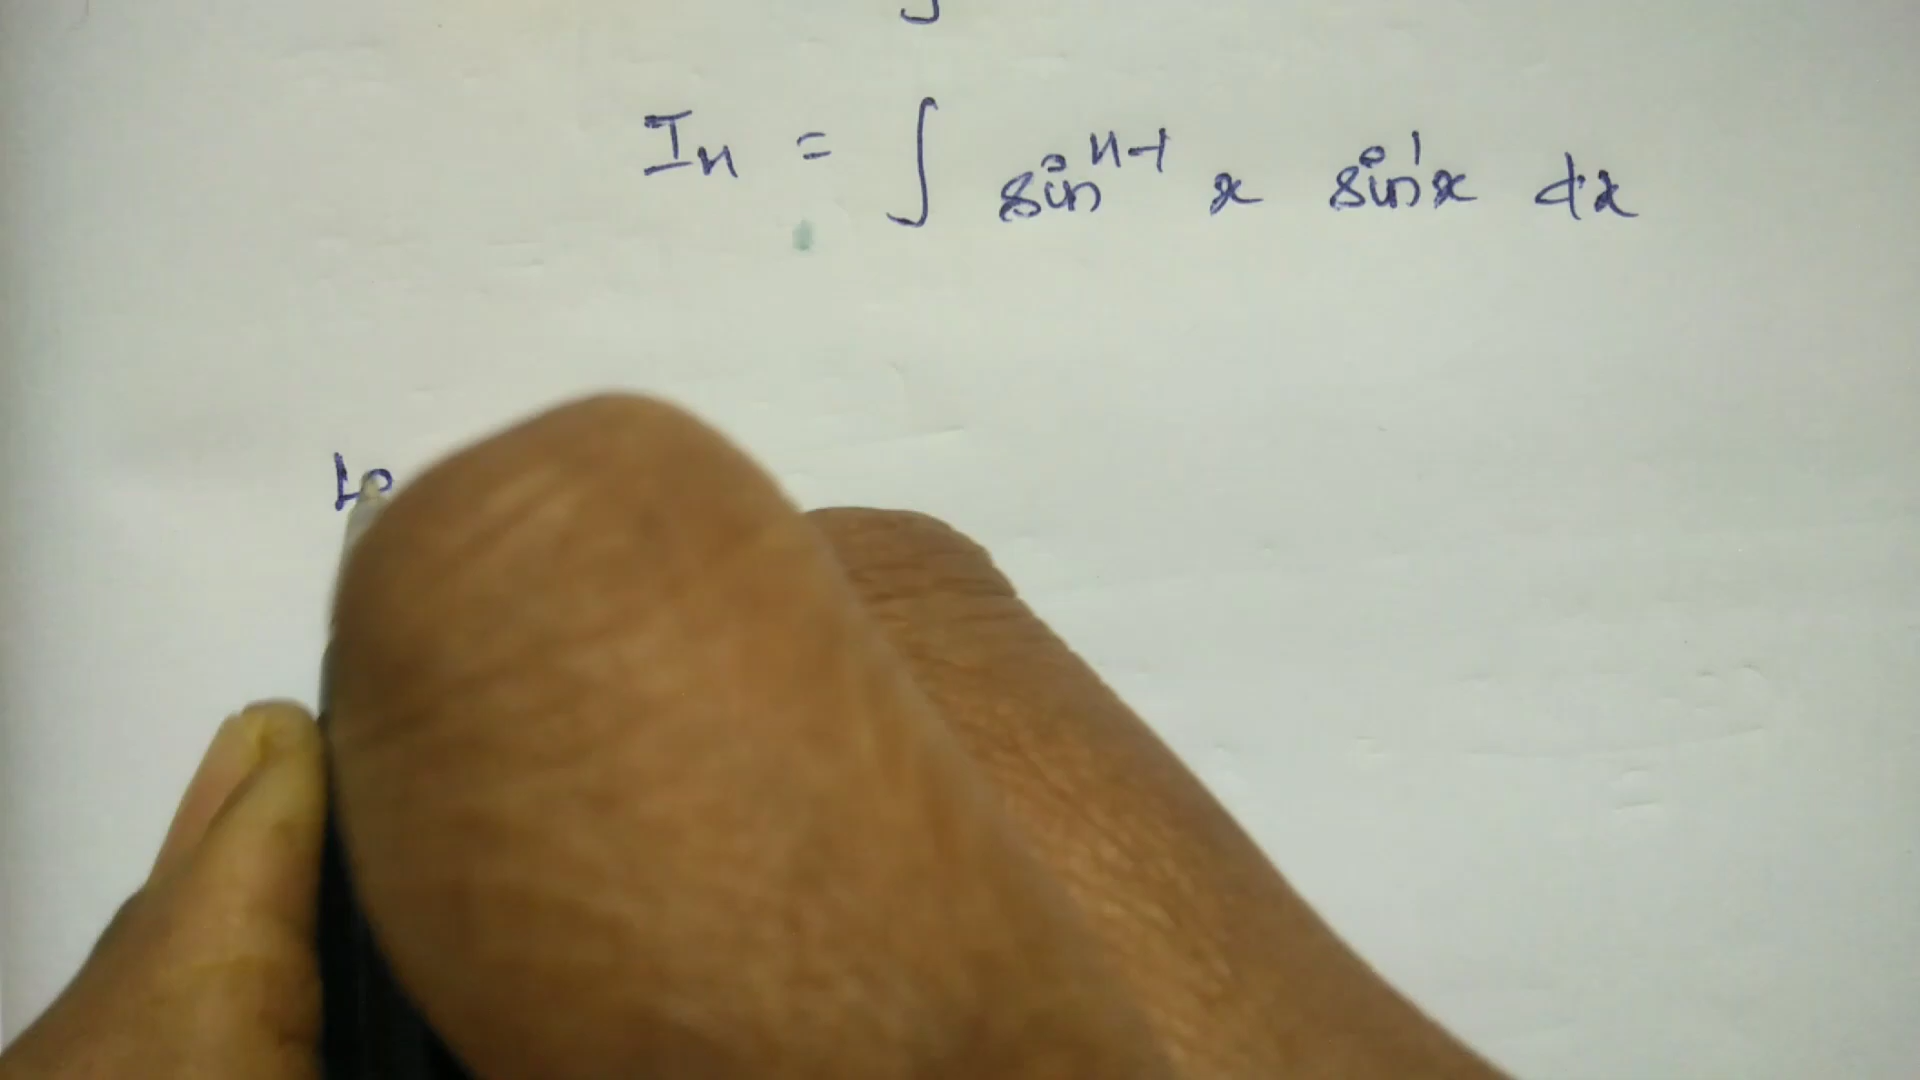 Iₙ = ∫ sinⁿ⁻¹ x sin¹x dx